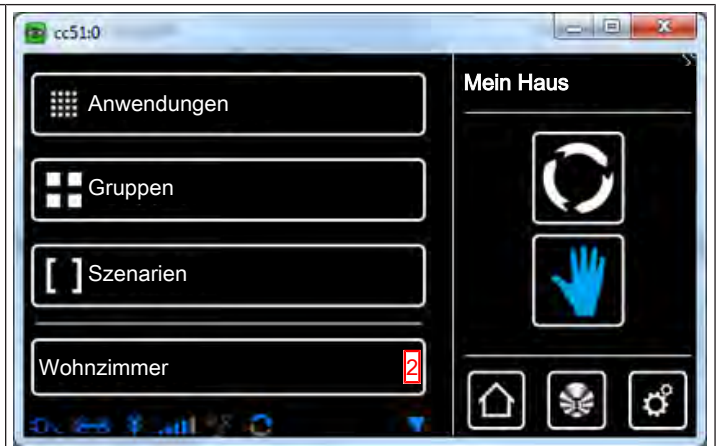 cc51:0
Mein Haus
Anwendungen
Gruppen
Szenarien
Wohnzimmer 2